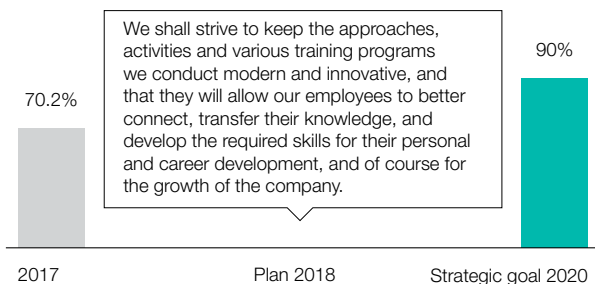 We shall strive to keep the approaches,
activities and various training programs
we conduct modern and innovative, and
that they will allow our employees to better
connect, transfer their knowledge, and
develop the required skills for their personal
and career development, and of course for
the growth of the company.
70.2%
90%
2017
Plan 2018
Strategic goal 2020